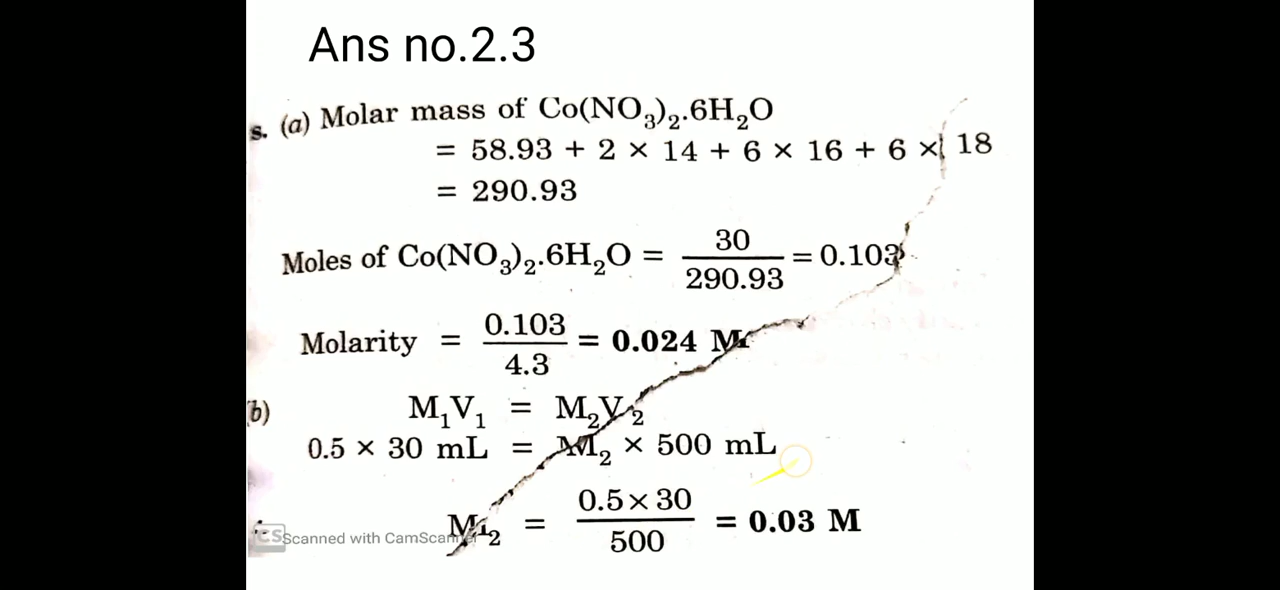 Ans no.2.3
s. (a) Molar mass of Co(NO₃)₂.6H₂O
= 58.93 + 2 × 14 + 6 × 16 + 6 × 18
= 290.93
Moles of Co(NO₃)₂.6H₂O = 30/290.93 = 0.103
Molarity = 0.103/4.3 = 0.024 M
(b) M₁V₁ = M₂V₂
0.5 × 30 mL = M₂ × 500 mL
M₂ = 0.5 × 30/500 = 0.03 M
CS Scanned with CamScanner